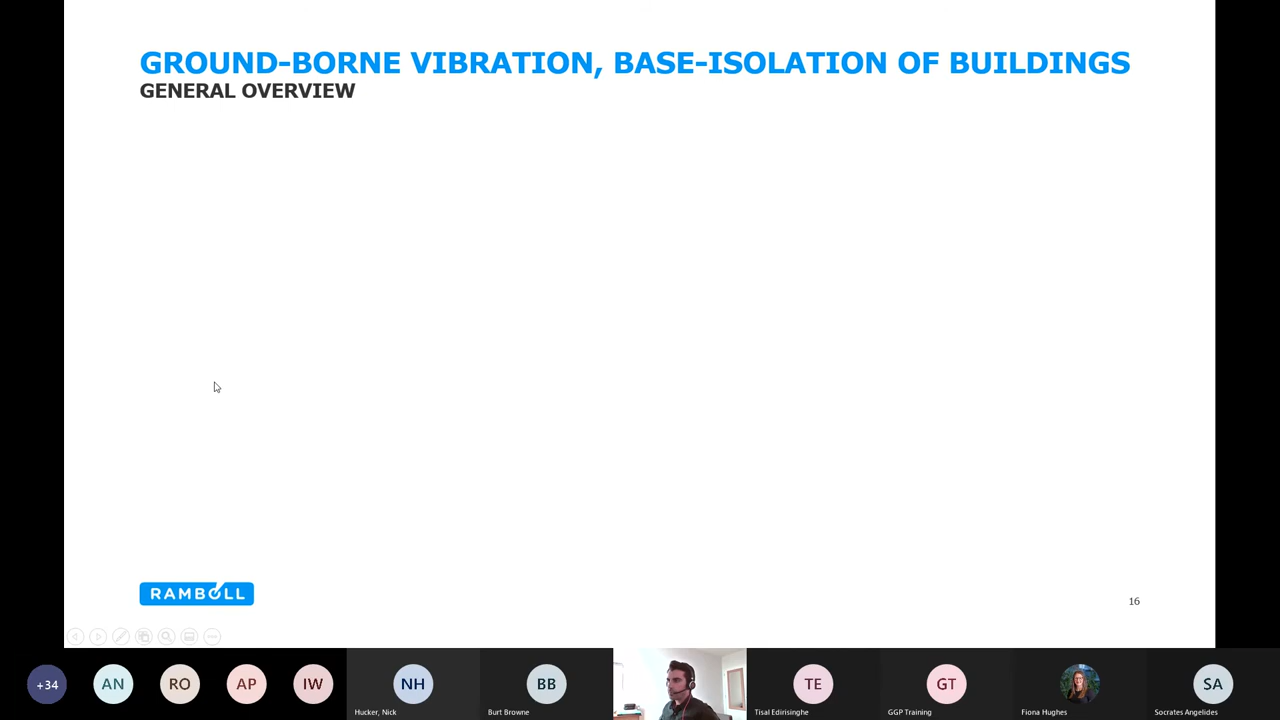 GROUND-BORNE VIBRATION, BASE-ISOLATION OF BUILDINGS
GENERAL OVERVIEW
RAMBOLL
16
+34
AN
RO
AP
IW
NH
Hucker, Nick
BB
Burt Browne
TE
Tisal Edirisinghe
GT
GGP Training
Fiona Hughes
SA
Socrates Angelides